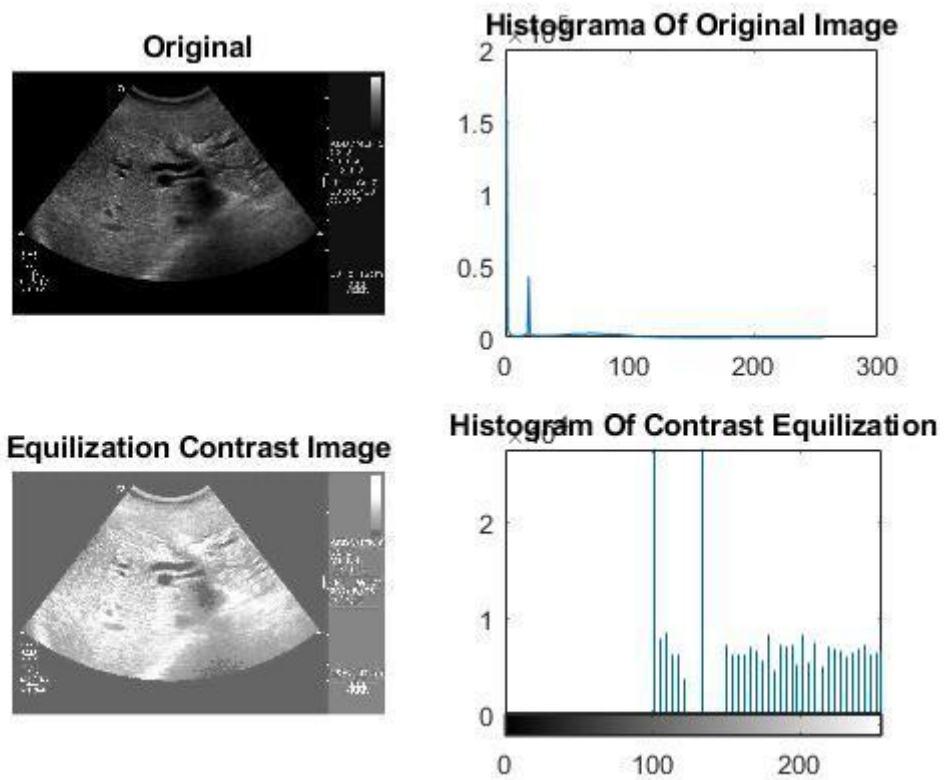 Original
Histograma Of Original Image
2
1.5
1
0.5
0
0 100 200 300
Equilization Contrast Image
Histogram Of Contrast Equilization
2
1
0
0 100 200